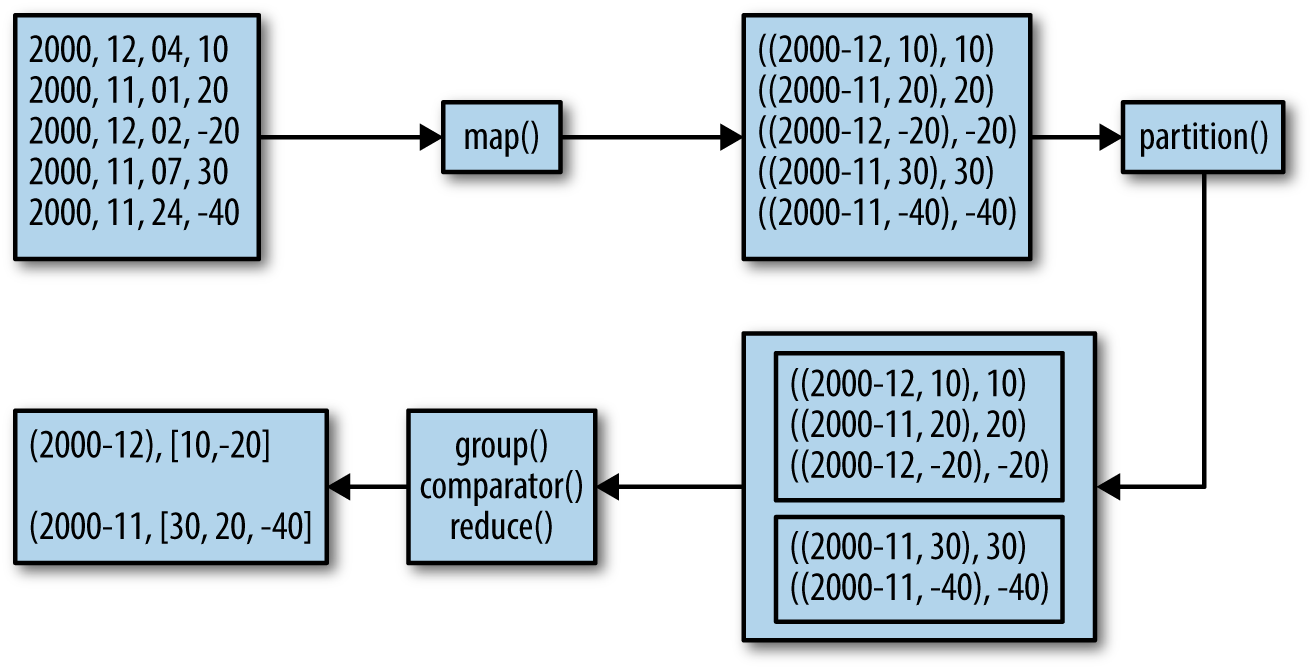 2000, 12, 04, 10
2000, 11, 01, 20
2000, 12, 02, -20
2000, 11, 07, 30
2000, 11, 24, -40
map()
((2000-12, 10), 10)
((2000-11, 20), 20)
((2000-12, -20), -20)
((2000-11, 30), 30)
((2000-11, -40), -40)
partition()
((2000-12, 10), 10)
((2000-11, 20), 20)
((2000-12, -20), -20)
((2000-11, 30), 30)
((2000-11, -40), -40)
group()
comparator()
reduce()
(2000-12), [10,-20]
(2000-11, [30, 20, -40]